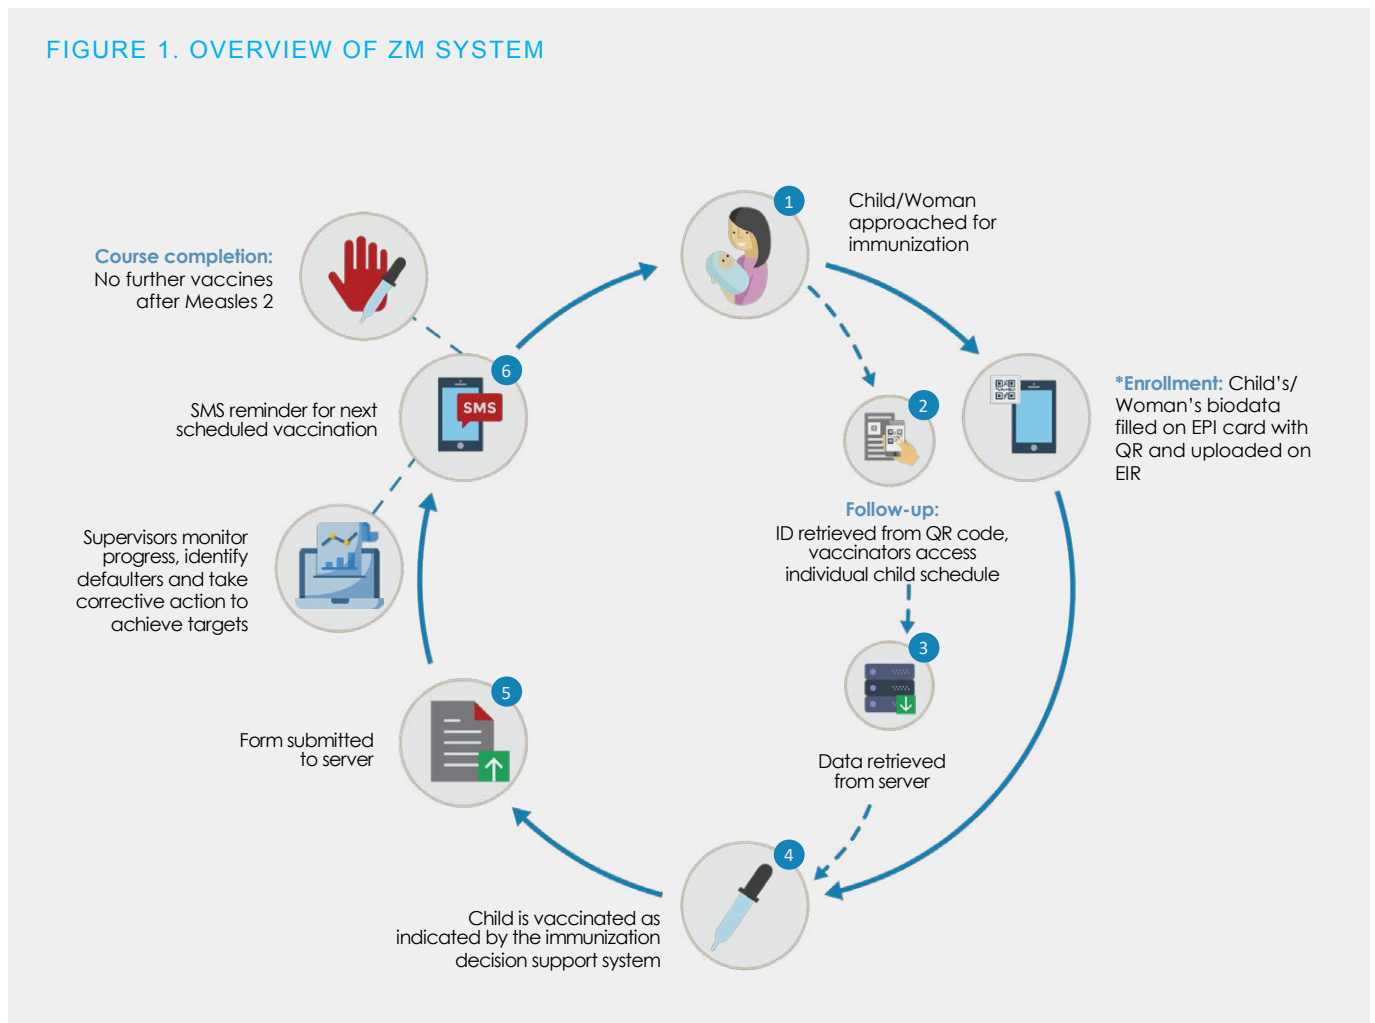 FIGURE 1. OVERVIEW OF ZM SYSTEM
1
Child/Woman
approached for
immunization
*Enrollment: Child's/
Woman's biodata
filled on EPI card with
QR and uploaded on
EIR
2
Follow-up:
ID retrieved from QR code,
vaccinators access
individual child schedule
3
Data retrieved
from server
4
Child is vaccinated as
indicated by the immunization
decision support system
5
Form submitted
to server
6
SMS
SMS reminder for next
scheduled vaccination
Supervisors monitor
progress, identify
defaulters and take
corrective action to
achieve targets
Course completion:
No further vaccines
after Measles 2